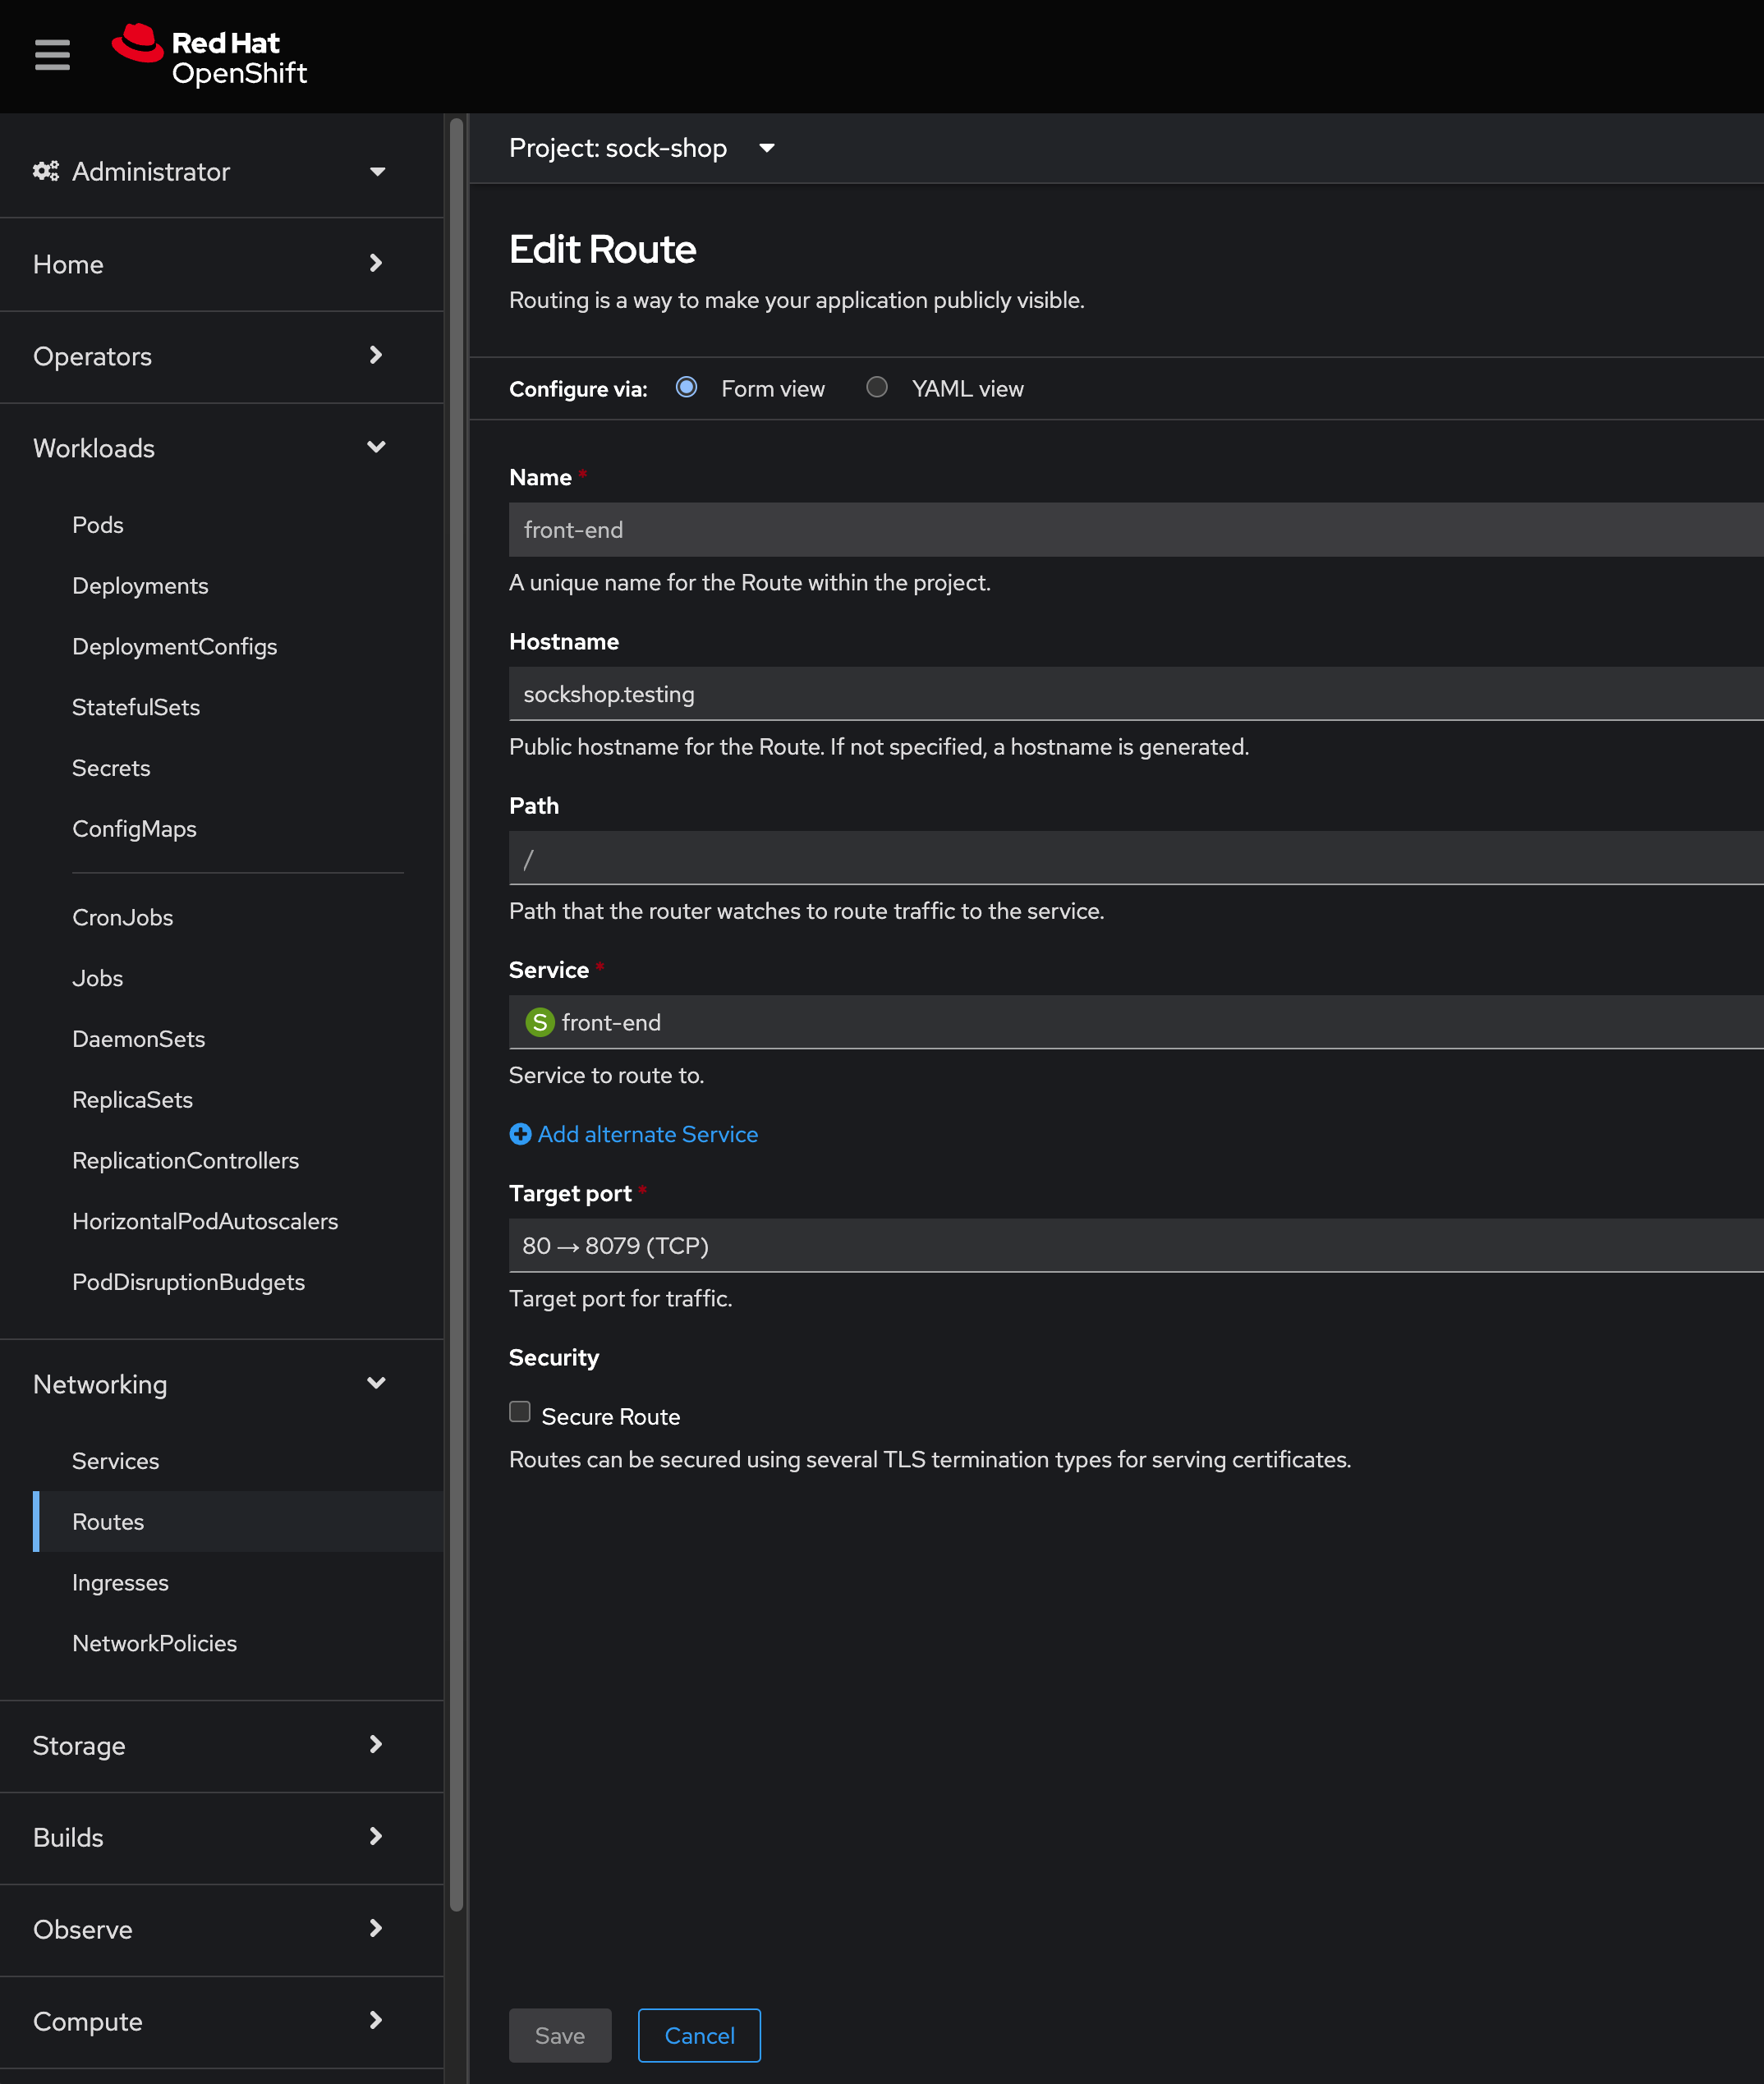 Red Hat
OpenShift
Administrator
Home
Operators
Workloads
Pods
Deployments
DeploymentConfigs
StatefulSets
Secrets
ConfigMaps
CronJobs
Jobs
DaemonSets
ReplicaSets
ReplicationControllers
HorizontalPodAutoscalers
PodDisruptionBudgets
Networking
Services
Routes
Ingresses
NetworkPolicies
Storage
Builds
Observe
Compute
Project: sock-shop
Edit Route
Routing is a way to make your application publicly visible.
Configure via: Form view YAML view
Name *
front-end
A unique name for the Route within the project.
Hostname
sockshop.testing
Public hostname for the Route. If not specified, a hostname is generated.
Path
/
Path that the router watches to route traffic to the service.
Service *
S front-end
Service to route to.
Add alternate Service
Target port *
80 → 8079 (TCP)
Target port for traffic.
Security
Secure Route
Routes can be secured using several TLS termination types for serving certificates.
Save Cancel